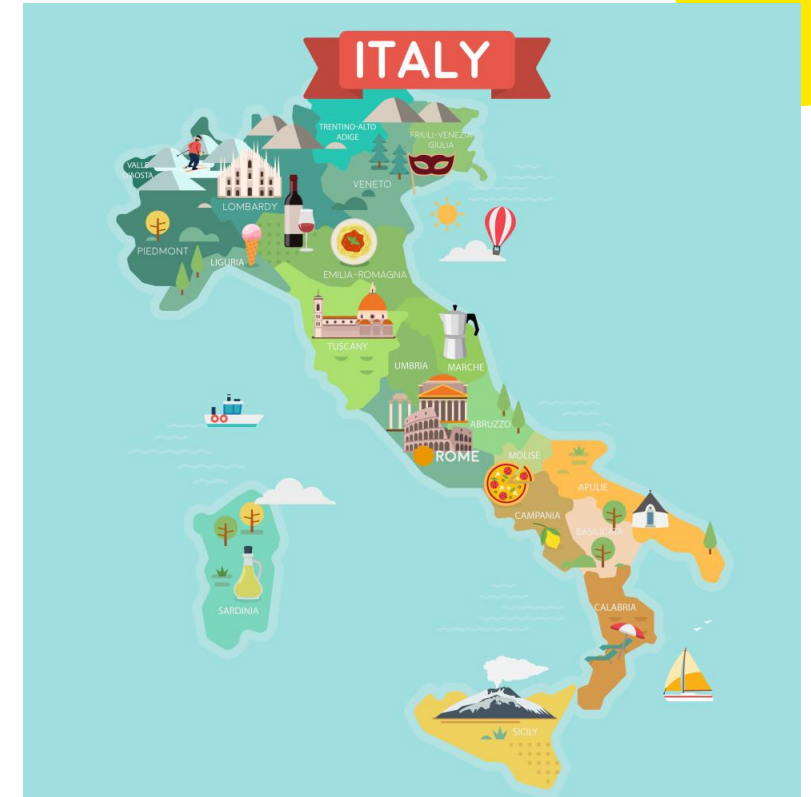 ITALY
TRENTINO-ALTO
ADIGE
FRIULI-VENEZIA
GIULIA
VALLE
D'AOSTA
VENETO
LOMBARDY
PIEDMONT
LIGURIA
EMILIA-ROMAGNA
TUSCANY
UMBRIA
MARCHE
ABRUZZO
ROME
MOLISE
APULIE
CAMPANIA
BASILICATA
SARDINIA
CALABRIA
SICILY